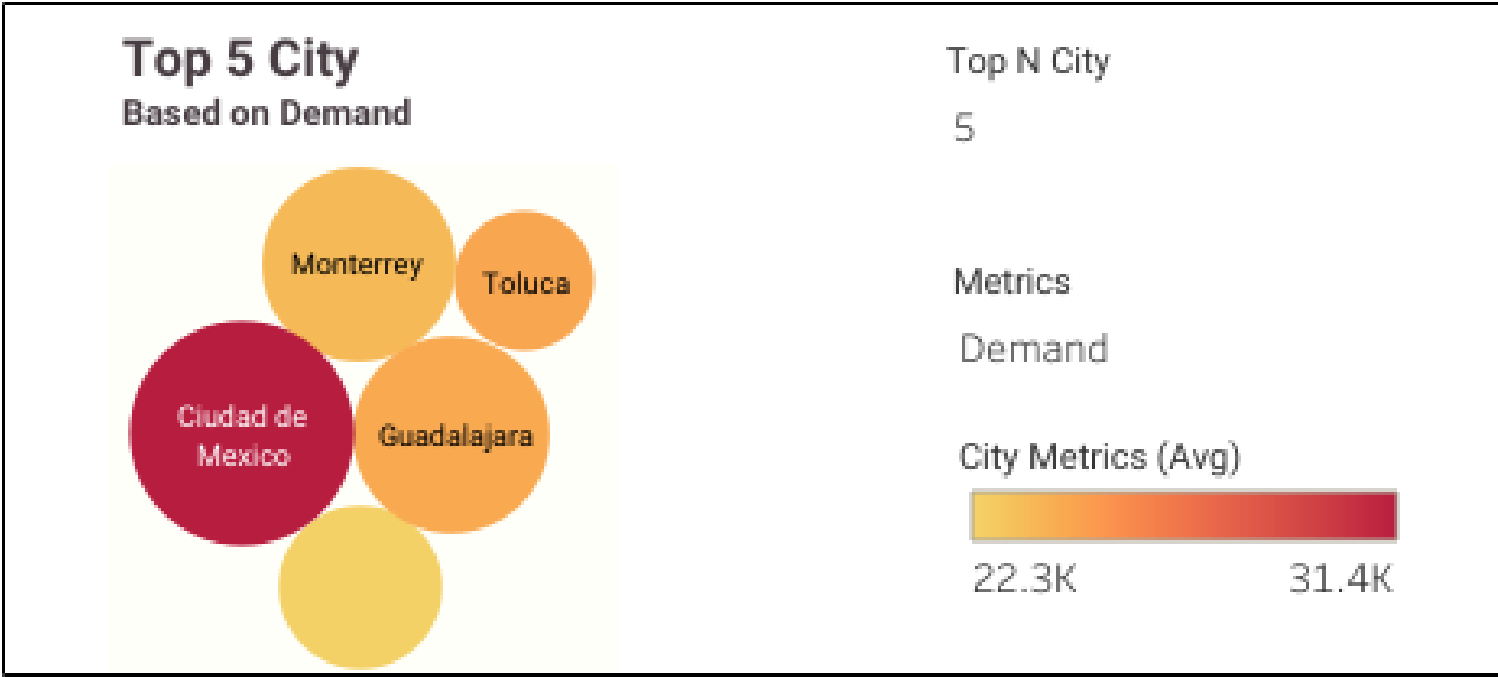 Top 5 City
Based on Demand
Monterrey
Toluca
Ciudad de
Mexico
Guadalajara
Top N City
5
Metrics
Demand
City Metrics (Avg)
22.3K
31.4K